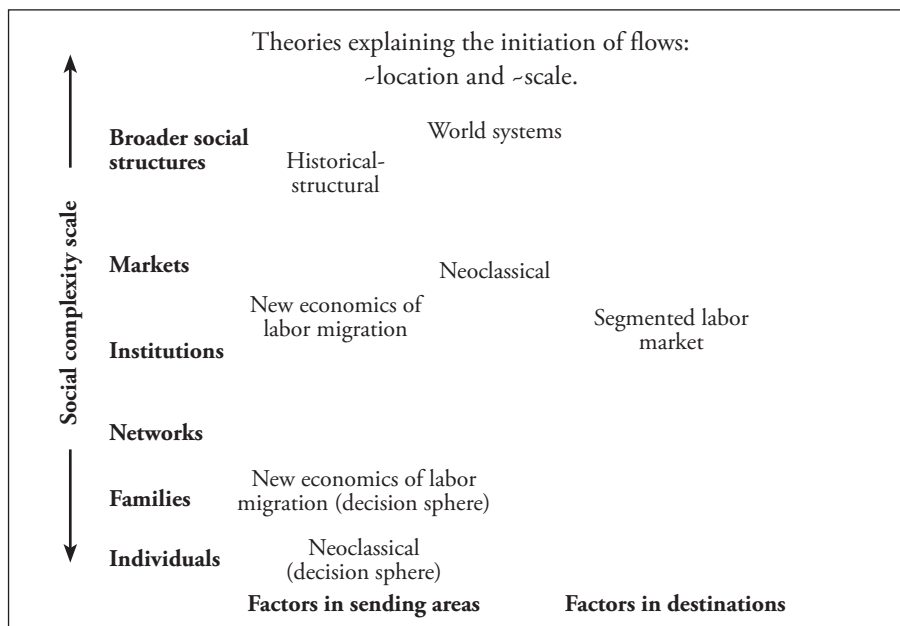 Theories explaining the initiation of flows:
~location and ~scale.
Social complexity scale
World systems
Broader social
structures
Historical-
structural
Markets
Neoclassical
New economics of
labor migration
Segmented labor
market
Institutions
Networks
New economics of labor
migration (decision sphere)
Families
Neoclassical
(decision sphere)
Individuals
Factors in sending areas
Factors in destinations